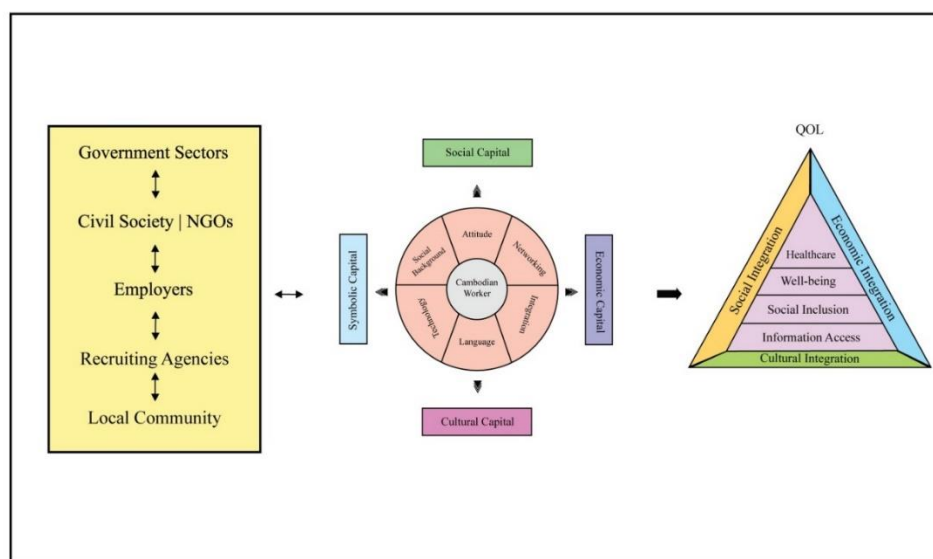 Government Sectors
Civil Society | NGOs
Employers
Recruiting Agencies
Local Community
Social Capital
Symbolic Capital
Economic Capital
Cultural Capital
Attitude
Networking
Integration
Language
Technology
Social
Background
Cambodian
Worker
QOL
Social Integration
Economic Integration
Healthcare
Well-being
Social Inclusion
Information Access
Cultural Integration